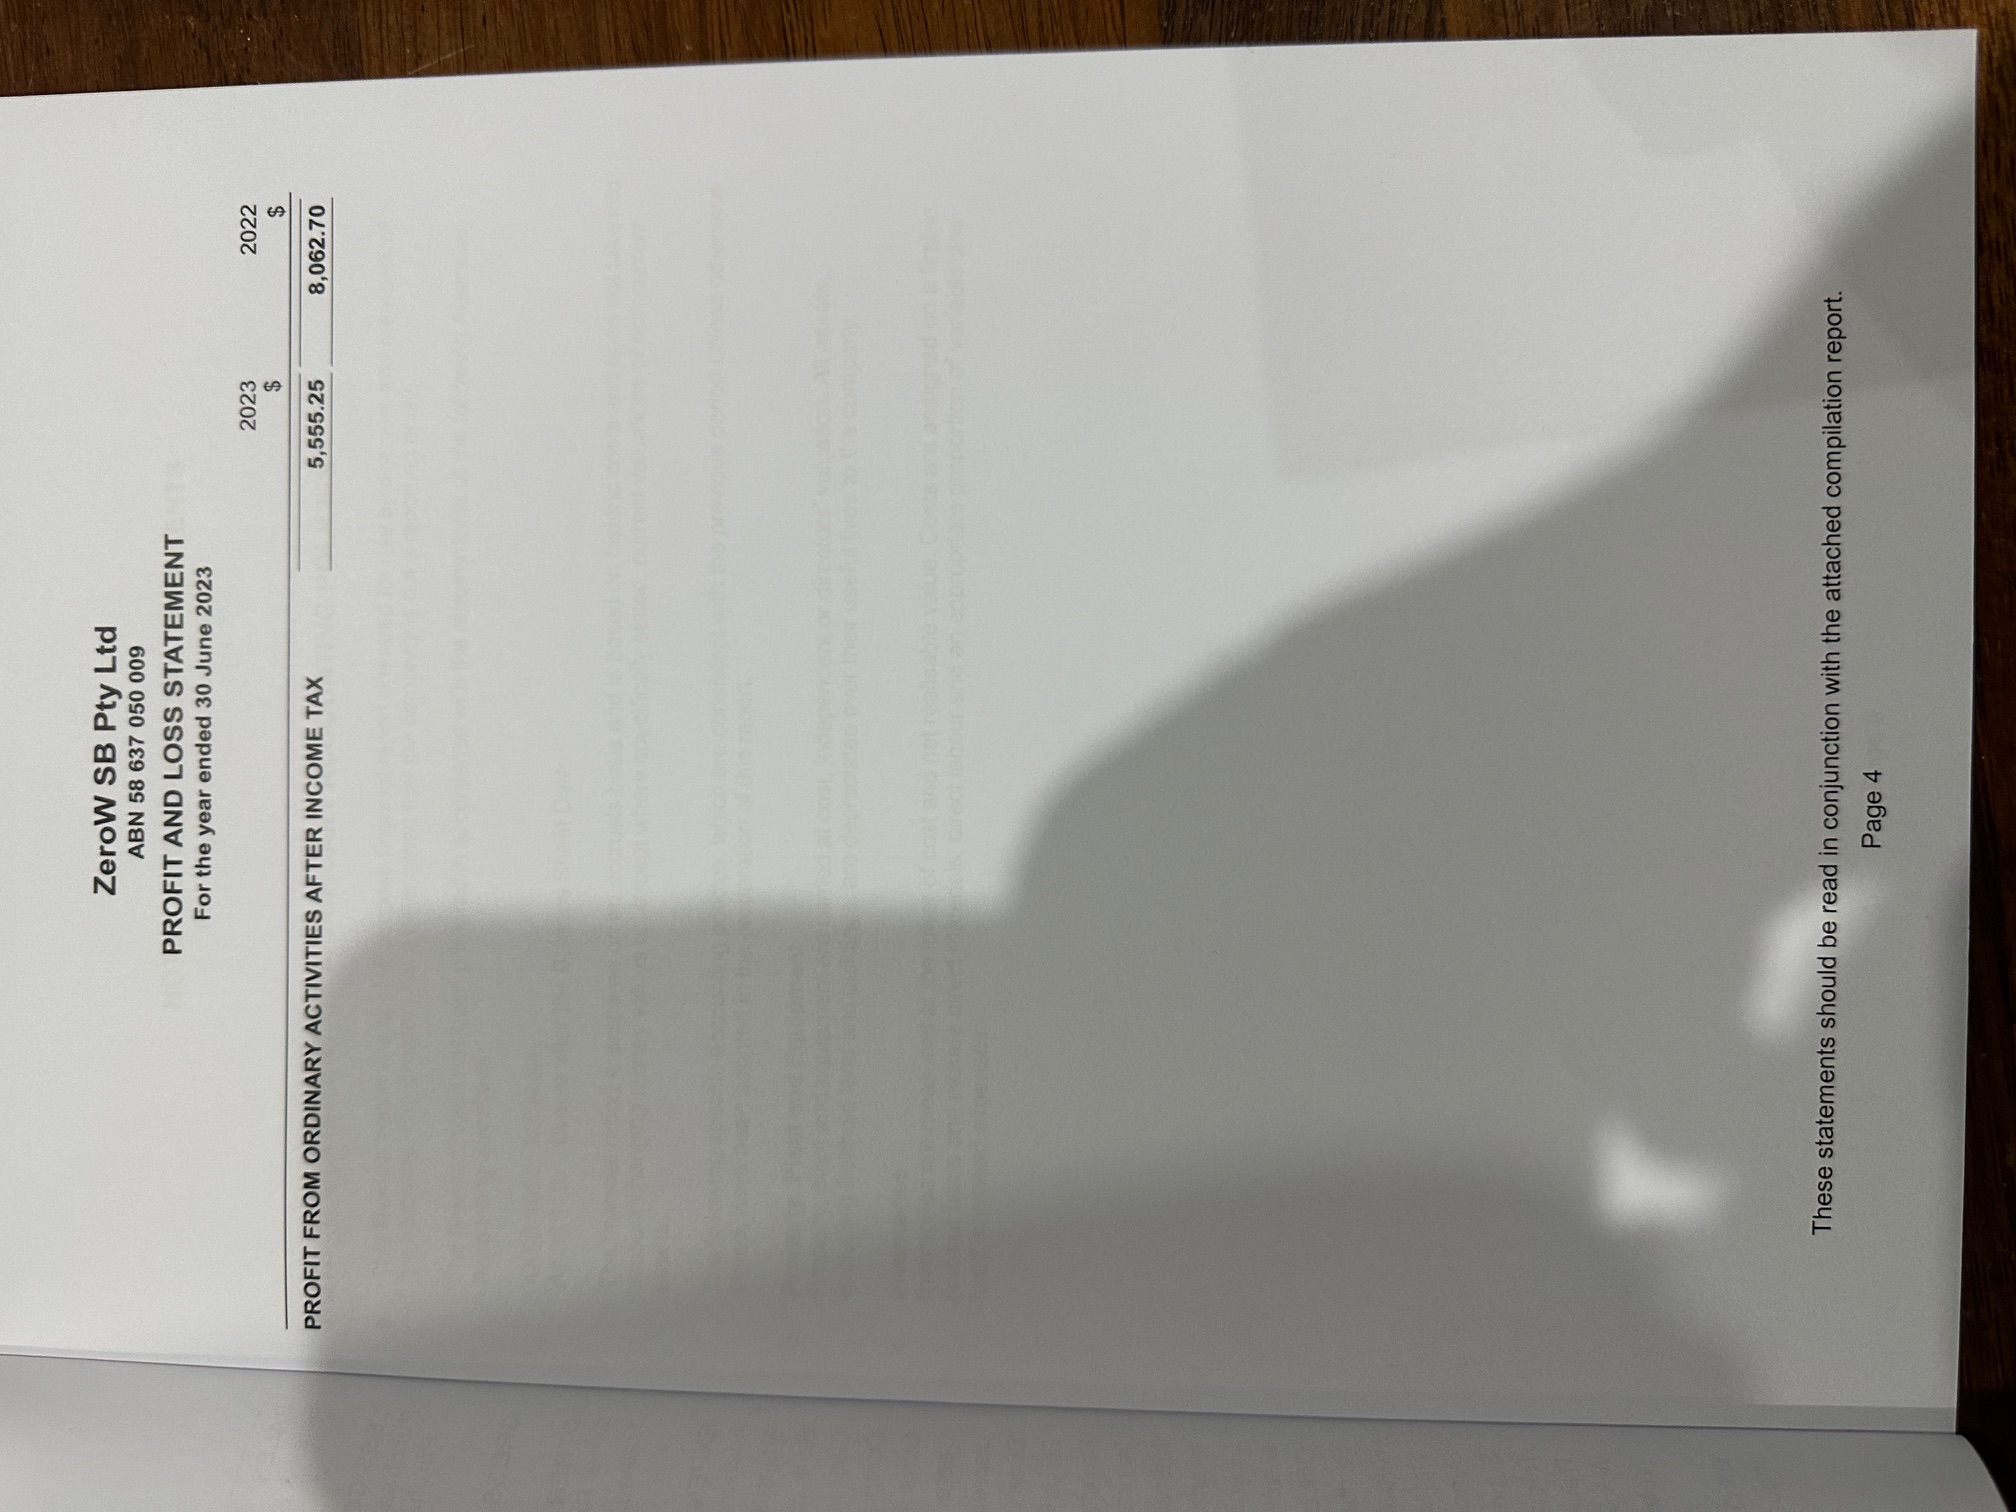 ZeroW SB Pty Ltd
ABN 58 637 050 009
PROFIT AND LOSS STATEMENT
For the year ended 30 June 2023
2023 2022
$ $
PROFIT FROM ORDINARY ACTIVITIES AFTER INCOME TAX 5,555.25 8,062.70
These statements should be read in conjunction with the attached compilation report.
Page 4